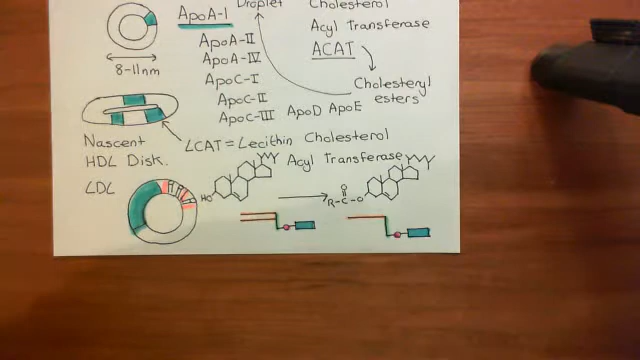 Droplet
Cholesterol
Acyl Transferase
ACAT
Cholesteryl
esters
ApoA-I
ApoA-II
ApoA-IV
ApoC-I
ApoC-II
ApoC-III ApoD ApoE
8-11nm
Nascent
HDL Disk.
LCAT = Lecithin Cholesterol
Acyl Transferase
LDL
HO
O
R-C-O